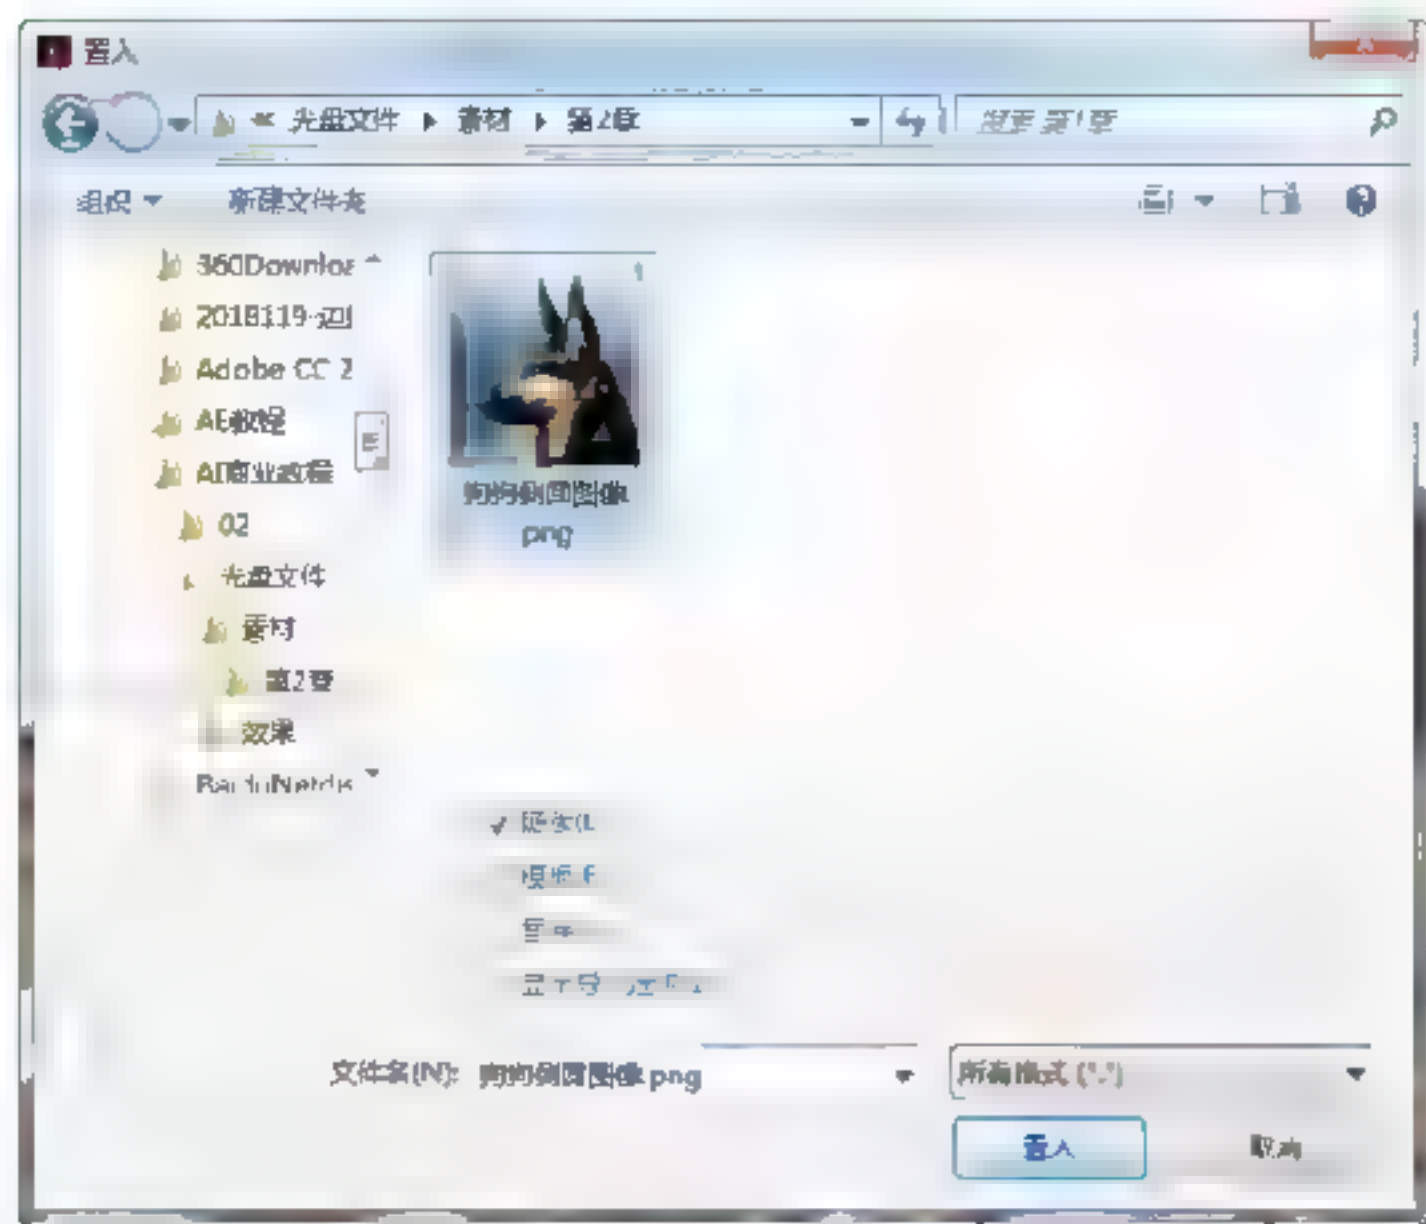 置入
光盘文件 ▶ 素材 ▶ 第2章
组织 新建文件夹
360Downloa
2018119
Adobe CC 2
AE教程
AI商业教程
02
光盘文件
素材
第2章
效果
狗狗侧面图像.
png
文件名(N): 狗狗侧面图像.png
所有格式 (*.*)
置入 取消